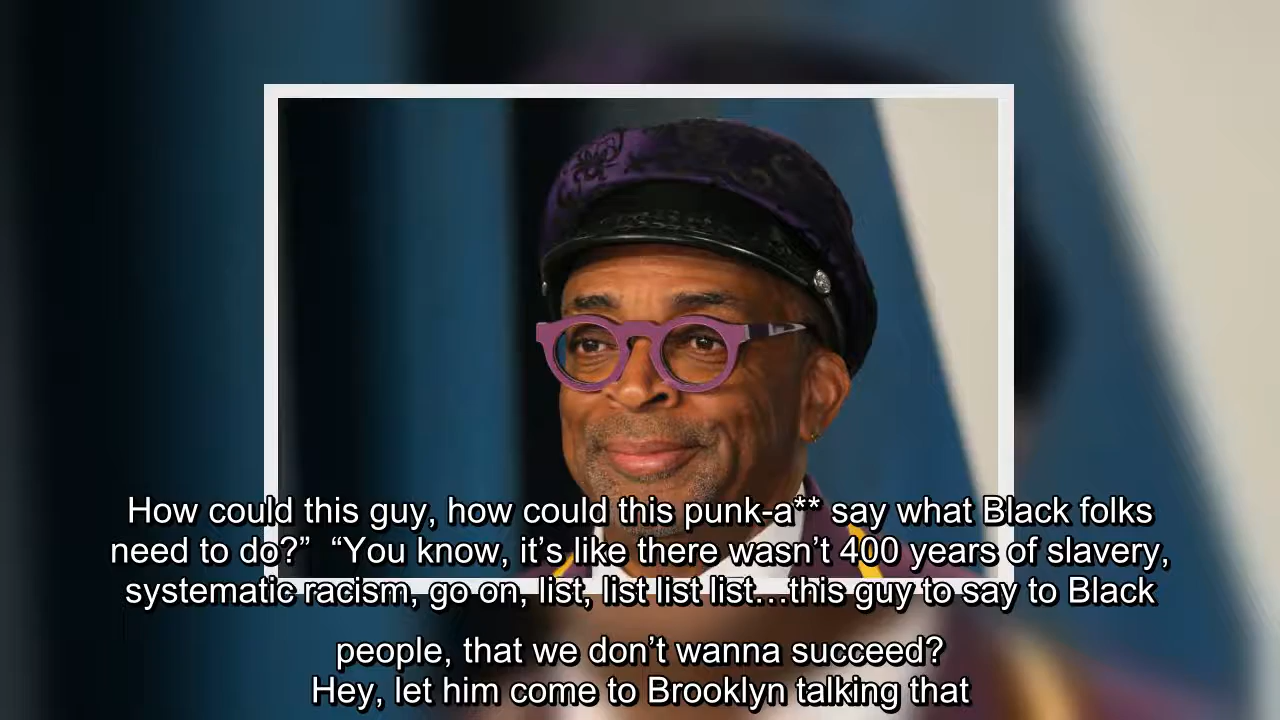 How could this guy, how could this punk-a** say what Black folks
need to do?”  “You know, it’s like there wasn’t 400 years of slavery,
systematic racism, go on, list, list list list…this guy to say to Black
people, that we don’t wanna succeed?
Hey, let him come to Brooklyn talking that